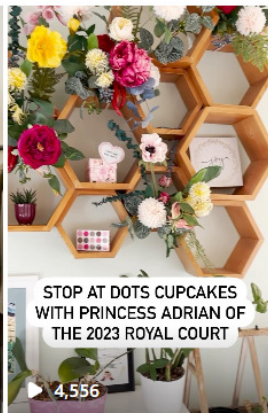 STOP AT DOTS CUPCAKES
WITH PRINCESS ADRIAN OF
THE 2023 ROYAL COURT
4,556